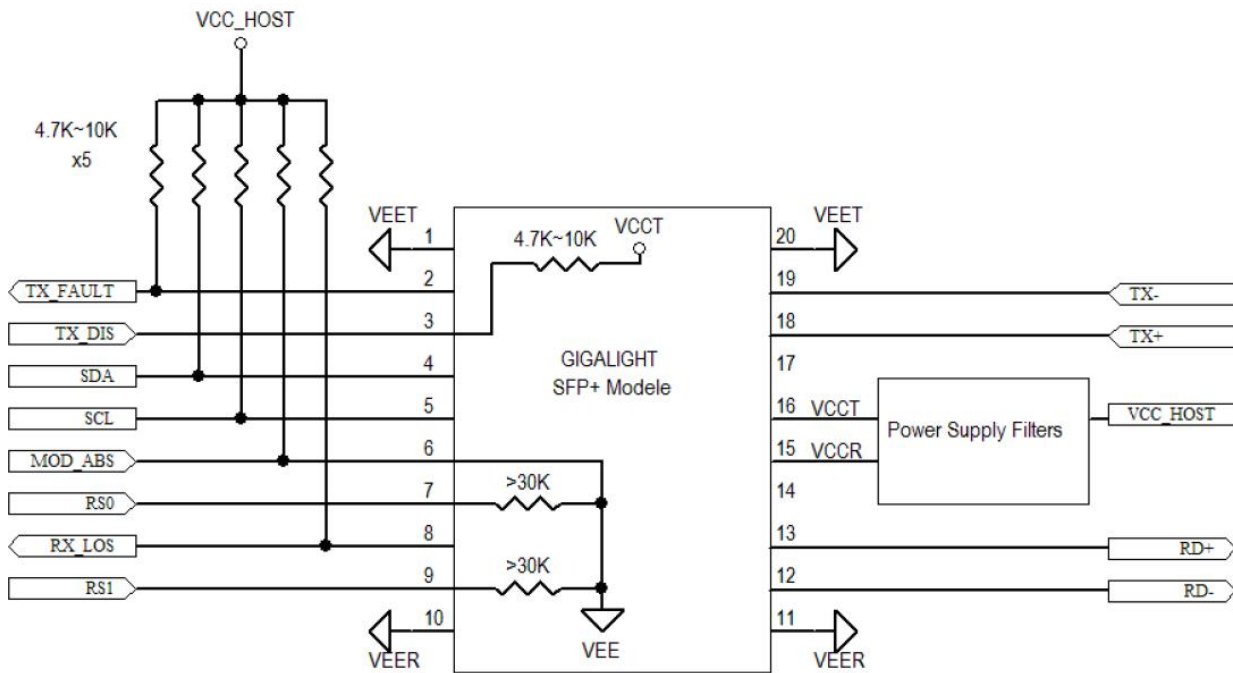 VCC_HOST
4.7K~10K
x5
VEET
1
4.7K~10K
VCCT
20
VEET
TX_FAULT
2
19
TX-
TX_DIS
3
18
TX+
SDA
4
GIGALIGHT
SFP+ Modele
17
SCL
5
16
VCCT
Power Supply Filters
VCC_HOST
MOD_ABS
6
15
VCCR
RS0
7
>30K
14
RX_LOS
8
13
RD+
RS1
9
>30K
12
RD-
10
VEER
VEE
11
VEER